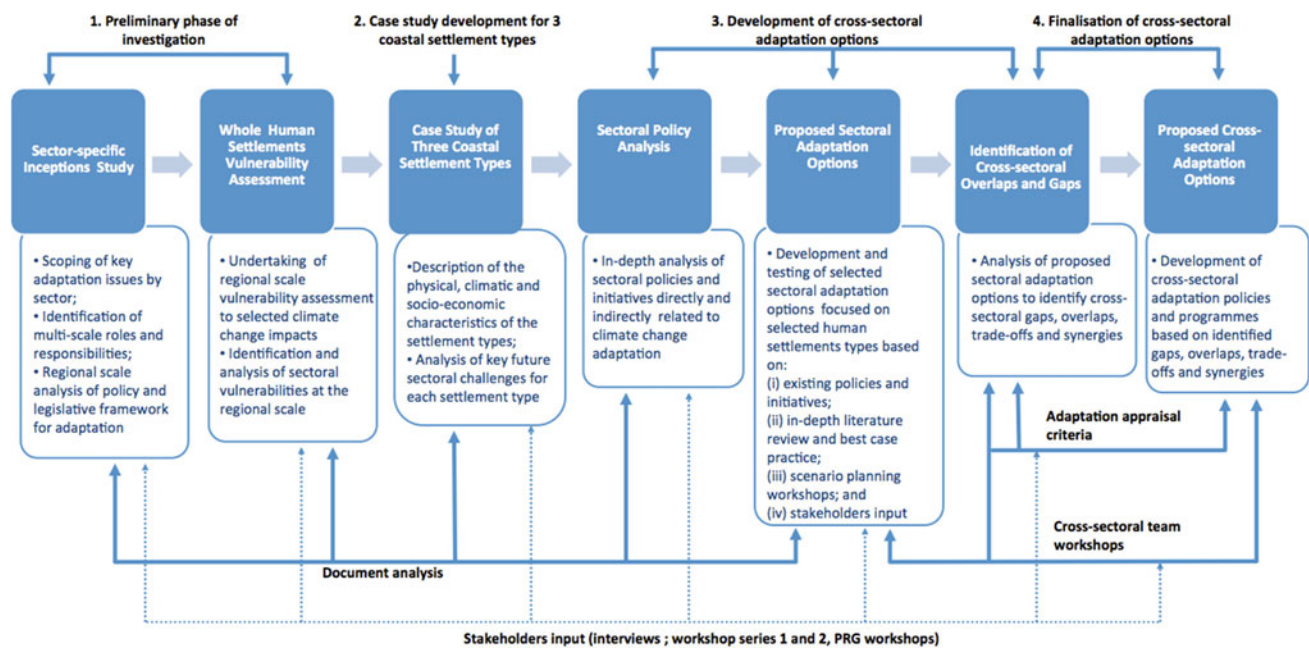 1. Preliminary phase of
investigation
2. Case study development for 3
coastal settlement types
3. Development of cross-sectoral
adaptation options
4. Finalisation of cross-sectoral
adaptation options
Sector-specific
Inceptions Study
Whole Human
Settlements
Vulnerability
Assessment
Case Study of
Three Coastal
Settlement Types
Sectoral Policy
Analysis
Proposed Sectoral
Adaptation
Options
Identification of
Cross-sectoral
Overlaps and Gaps
Proposed Cross-
sectoral
Adaptation
Options
• Scoping of key
adaptation issues by
sector;
• Identification of
multi-scale roles and
responsibilities;
• Regional scale
analysis of policy and
legislative framework
for adaptation
• Undertaking of
regional scale
vulnerability assessment
to selected climate
change impacts
• Identification and
analysis of sectoral
vulnerabilities at the
regional scale
•Description of the
physical, climatic and
socio-economic
characteristics of the
settlement types;
• Analysis of key future
sectoral challenges for
each settlement type
• In-depth analysis of
sectoral policies and
initiatives directly and
indirectly related to
climate change
adaptation
• Development and
testing of selected
sectoral adaptation
options focused on
selected human
settlements types based
on:
(i) existing policies and
initiatives;
(ii) in-depth literature
review and best case
practice;
(iii) scenario planning
workshops; and
(iv) stakeholders input
• Analysis of proposed
sectoral adaptation
options to identify cross-
sectoral gaps, overlaps,
trade-offs and synergies
• Development of
cross-sectoral
adaptation policies
and programmes
based on identified
gaps, overlaps, trade-
offs and synergies
Adaptation appraisal
criteria
Cross-sectoral team
workshops
Document analysis
Stakeholders input (interviews ; workshop series 1 and 2, PRG workshops)